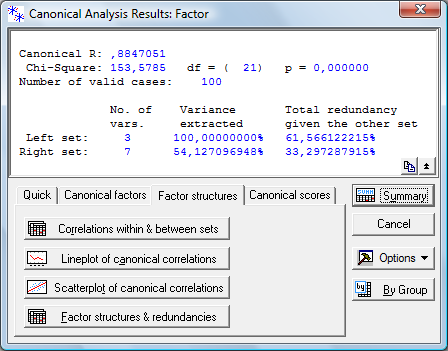 Canonical Analysis Results: Factor
Canonical R: ,8847051
Chi-Square: 153,5785 df = ( 21) p = 0,000000
Number of valid cases: 100
No. of Variance Total redundancy
vars. extracted given the other set
Left set: 3 100,00000000% 61,566122215%
Right set: 7 54,127096948% 33,297287915%
Quick Canonical factors Factor structures Canonical scores
Correlations within & between sets
Lineplot of canonical correlations
Scatterplot of canonical correlations
Factor structures & redundancies
SUMM Summary
Cancel
Options
by By Group